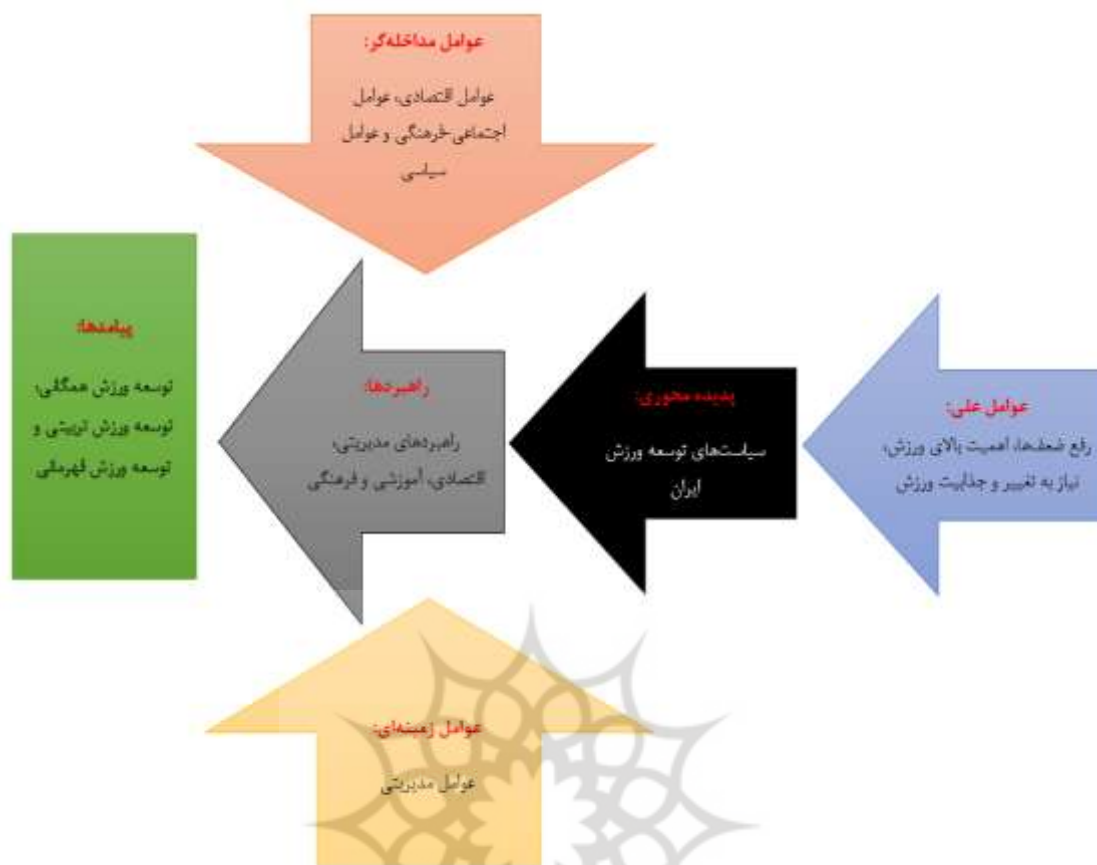 عوامل مداخله‌گر:
عوامل اقتصادی، عوامل
اجتماعی-فرهنگی و عوامل
سیاسی
عوامل علی:
رفع ضعف‌ها، اهمیت بالای ورزش،
نیاز به تغییر و جذابیت ورزش
پدیده محوری:
سیاست‌های توسعه ورزش
ایران
راهبردها:
راهبردهای مدیریتی،
اقتصادی، آموزشی و فرهنگی
پیامدها:
توسعه ورزش همگانی،
توسعه ورزش تربیتی و
توسعه ورزش قهرمانی
عوامل زمینه‌ای:
عوامل مدیریتی